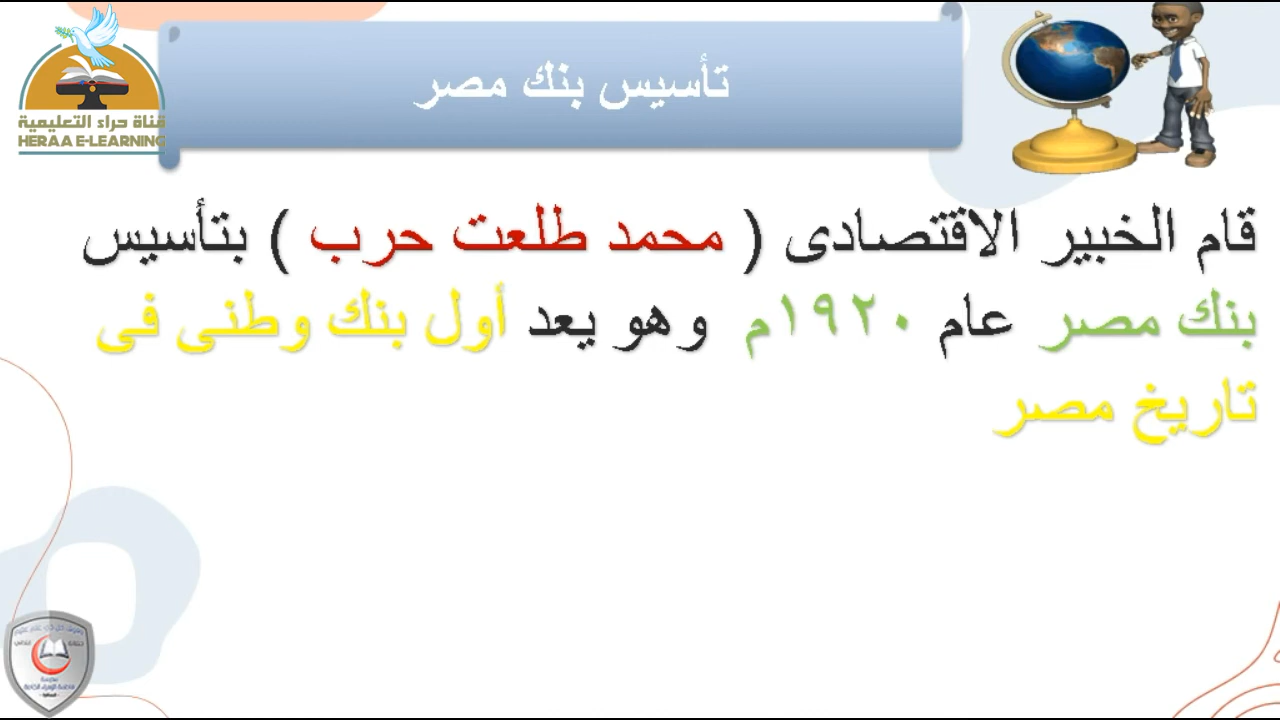 تأسيس بنك مصر
قناة حراء التعليمية
HERAA E-LEARNING
قام الخبير الاقتصادى ( محمد طلعت حرب ) بتأسيس
بنك مصر عام ١٩٢٠م وهو يعد أول بنك وطنى فى
تاريخ مصر
مدرسة